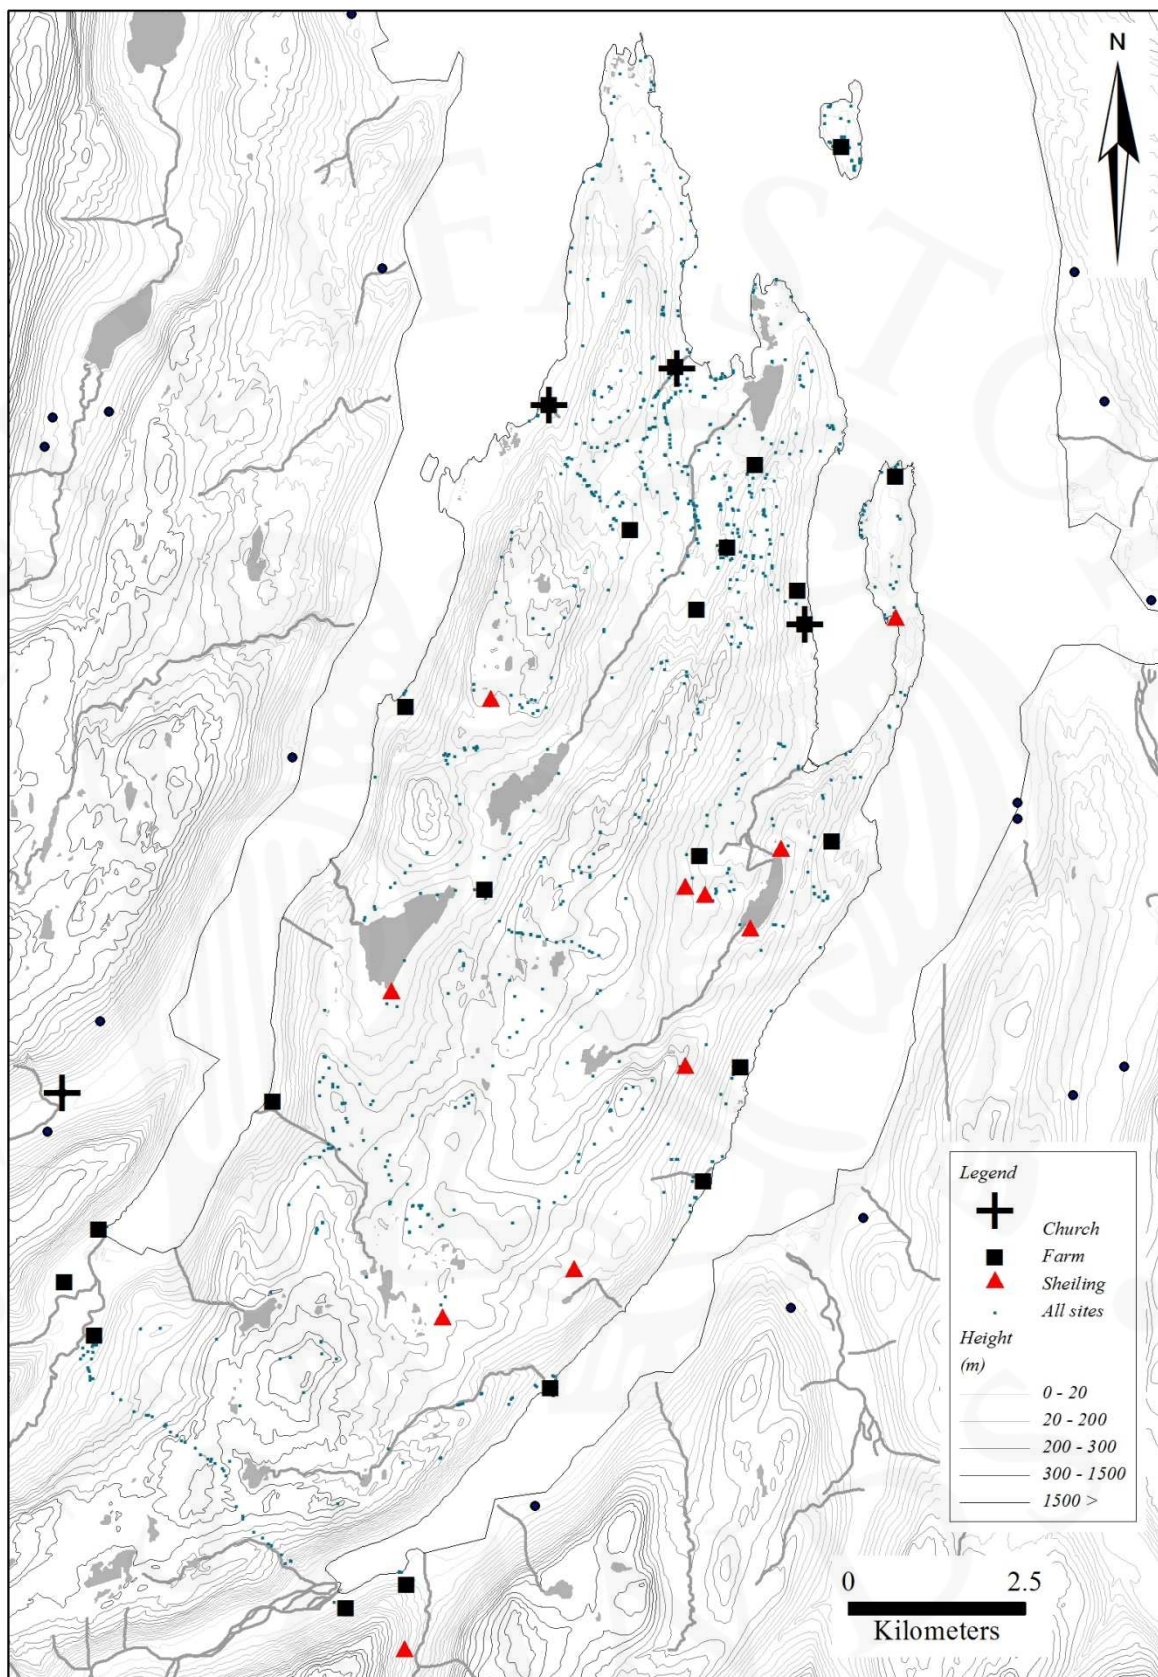 N
Legend
Church
Farm
Sheiling
All sites
Height
(m)
0 - 20
20 - 200
200 - 300
300 - 1500
1500 >
0 2.5
Kilometers